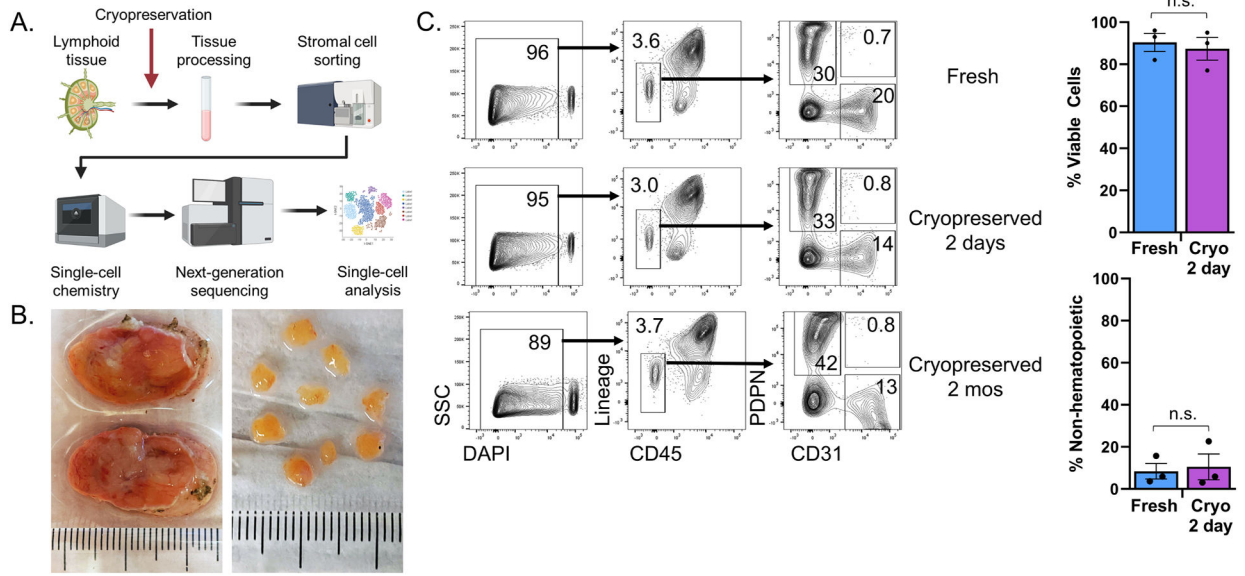 A.
Cryopreservation
Lymphoid
tissue
Tissue
processing
Stromal cell
sorting
Single-cell
chemistry
Next-generation
sequencing
Single-cell
analysis
B.
C.
96
3.6
0.7
30
20
Fresh
95
3.0
0.8
33
14
Cryopreserved
2 days
89
3.7
0.8
42
13
Cryopreserved
2 mos
SSC
Lineage
PDPN
DAPI
CD45
CD31
n.s.
% Viable Cells
100
80
60
40
20
0
Fresh
Cryo
2 day
n.s.
% Non-hematopoietic
100
80
60
40
20
0
Fresh
Cryo
2 day